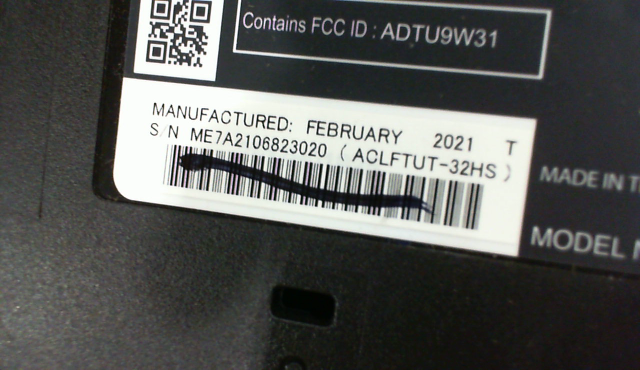 Contains FCC ID : ADTU9W31
MANUFACTURED: FEBRUARY 2021 T
S/N ME7A2106823020 ( ACLFTUT-32HS )
MADE IN T
MODEL